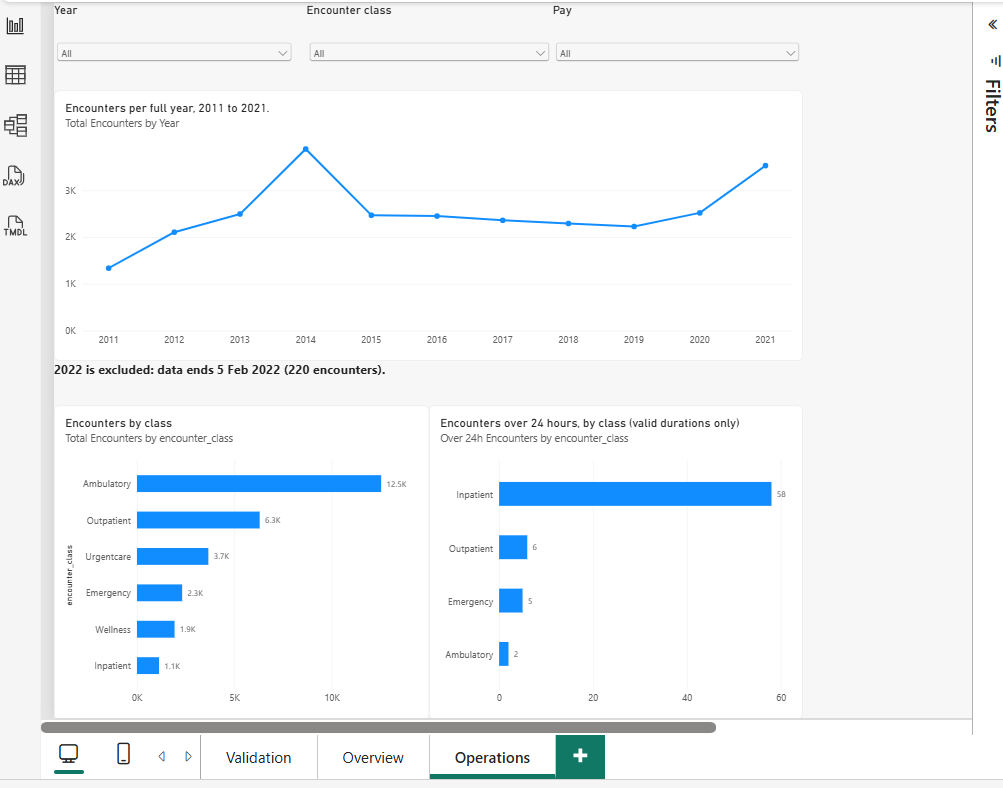 Year Encounter class Pay
All All All
Filters
DAX
TMDL
Encounters per full year, 2011 to 2021.
Total Encounters by Year
3K
2K
1K
0K
2011 2012 2013 2014 2015 2016 2017 2018 2019 2020 2021
2022 is excluded: data ends 5 Feb 2022 (220 encounters).
Encounters by class
Total Encounters by encounter_class
encounter_class
Ambulatory 12.5K
Outpatient 6.3K
Urgentcare 3.7K
Emergency 2.3K
Wellness 1.9K
Inpatient 1.1K
0K 5K 10K
Encounters over 24 hours, by class (valid durations only)
Over 24h Encounters by encounter_class
Inpatient 58
Outpatient 6
Emergency 5
Ambulatory 2
0 20 40 60
Validation Overview Operations